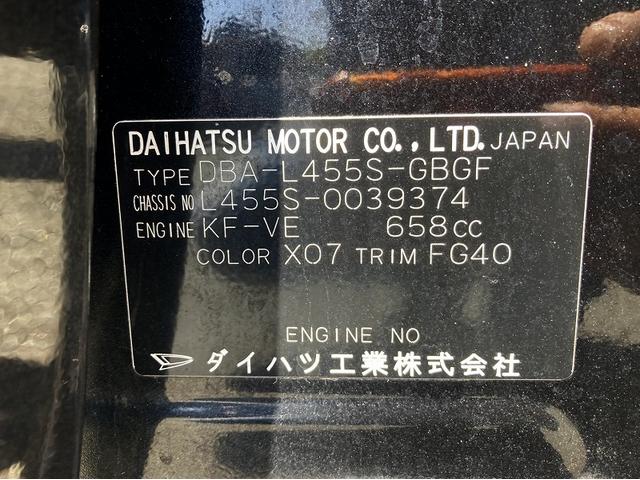 DAIHATSU MOTOR CO., LTD. JAPAN
TYPE DBA-L455S-GBGF
CHASSIS NO L455S-0039374
ENGINE KF-VE 658cc
COLOR X07 TRIM FG40
ENGINE NO
ダイハツ工業株式会社